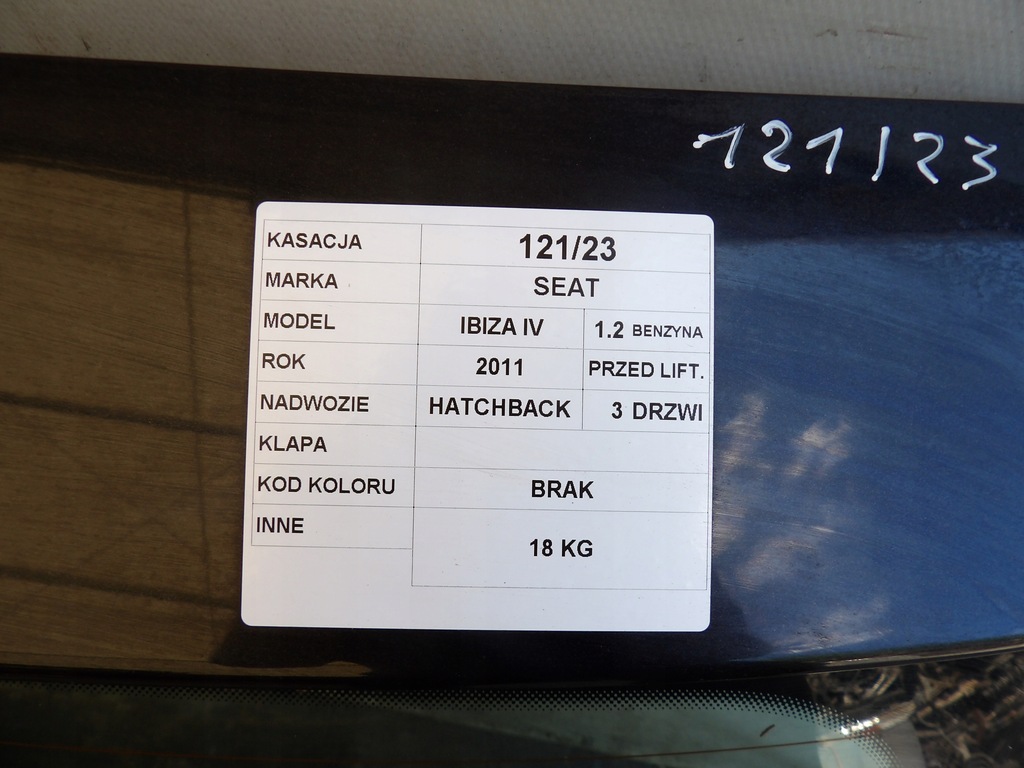 121/23
KASACJA 121/23
MARKA SEAT
MODEL IBIZA IV 1.2 BENZYNA
ROK 2011 PRZED LIFT.
NADWOZIE HATCHBACK 3 DRZWI
KLAPA
KOD KOLORU BRAK
INNE 18 KG